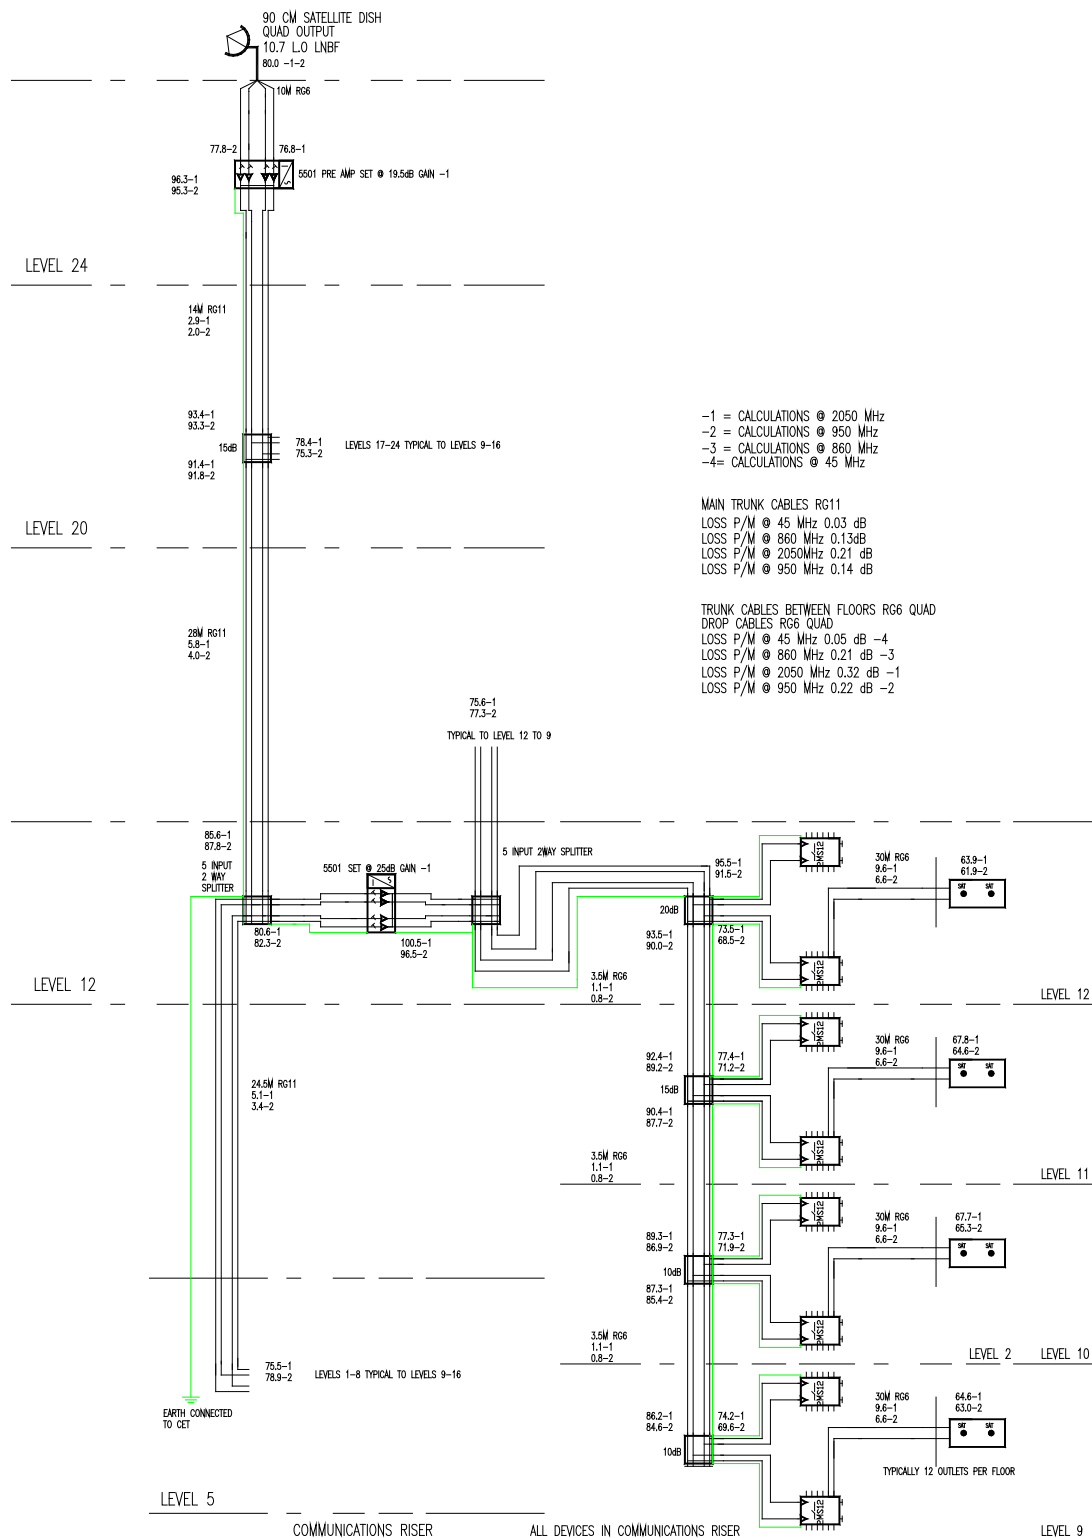 90 CM SATELLITE DISH
QUAD OUTPUT
10.7 L.O LNBF
80.0 -1-2
10M RG6
77.8-2
76.8-1
5501 PRE AMP SET @ 19.5dB GAIN -1
96.3-1
95.3-2
LEVEL 24
14M RG11
2.9-1
2.0-2
93.4-1
93.3-2
15dB
78.4-1
75.3-2
LEVELS 17-24 TYPICAL TO LEVELS 9-16
91.4-1
91.8-2
LEVEL 20
-1 = CALCULATIONS @ 2050 MHz
-2 = CALCULATIONS @ 950 MHz
-3 = CALCULATIONS @ 860 MHz
-4= CALCULATIONS @ 45 MHz
MAIN TRUNK CABLES RG11
LOSS P/M @ 45 MHz 0.03 dB
LOSS P/M @ 860 MHz 0.13dB
LOSS P/M @ 2050MHz 0.21 dB
LOSS P/M @ 950 MHz 0.14 dB
TRUNK CABLES BETWEEN FLOORS RG6 QUAD
DROP CABLES RG6 QUAD
LOSS P/M @ 45 MHz 0.05 dB -4
LOSS P/M @ 860 MHz 0.21 dB -3
LOSS P/M @ 2050 MHz 0.32 dB -1
LOSS P/M @ 950 MHz 0.22 dB -2
28M RG11
5.8-1
4.0-2
75.6-1
77.3-2
TYPICAL TO LEVEL 12 TO 9
85.6-1
87.8-2
5 INPUT
2 WAY
SPLITTER
5501 SET @ 25dB GAIN -1
I S
5 INPUT 2WAY SPLITTER
80.6-1
82.3-2
100.5-1
96.5-2
LEVEL 12
95.5-1
91.5-2
20dB
93.5-1
90.0-2
73.5-1
68.5-2
2MS12
2MS12
30M RG6
9.6-1
6.6-2
63.9-1
61.9-2
SAT SAT
3.5M RG6
1.1-1
0.8-2
LEVEL 12
92.4-1
89.2-2
15dB
90.4-1
87.7-2
77.4-1
71.2-2
2MS12
2MS12
30M RG6
9.6-1
6.6-2
67.8-1
64.6-2
SAT SAT
24.5M RG11
5.1-1
3.4-2
3.5M RG6
1.1-1
0.8-2
LEVEL 11
89.3-1
86.9-2
10dB
87.3-1
85.4-2
77.3-1
71.9-2
2MS12
2MS12
30M RG6
9.6-1
6.6-2
67.7-1
65.3-2
SAT SAT
3.5M RG6
1.1-1
0.8-2
LEVEL 2
LEVEL 10
75.5-1
78.9-2
LEVELS 1-8 TYPICAL TO LEVELS 9-16
EARTH CONNECTED
TO CET
86.2-1
84.6-2
10dB
74.2-1
69.6-2
2MS12
2MS12
30M RG6
9.6-1
6.6-2
64.6-1
63.0-2
SAT SAT
TYPICALLY 12 OUTLETS PER FLOOR
LEVEL 5
COMMUNICATIONS RISER
ALL DEVICES IN COMMUNICATIONS RISER
LEVEL 9